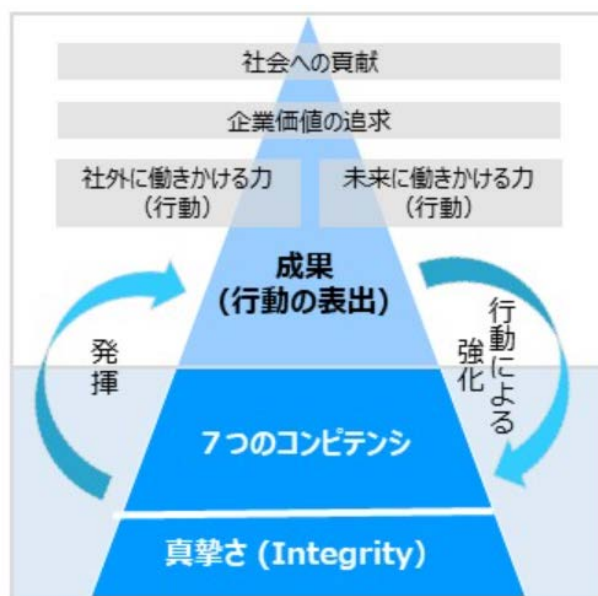 社会への貢献
企業価値の追求
社外に働きかける力
(行動)
未来に働きかける力
(行動)
成果
(行動の表出)
発揮
行動による
強化
７つのコンピテンシ
真摯さ (Integrity)